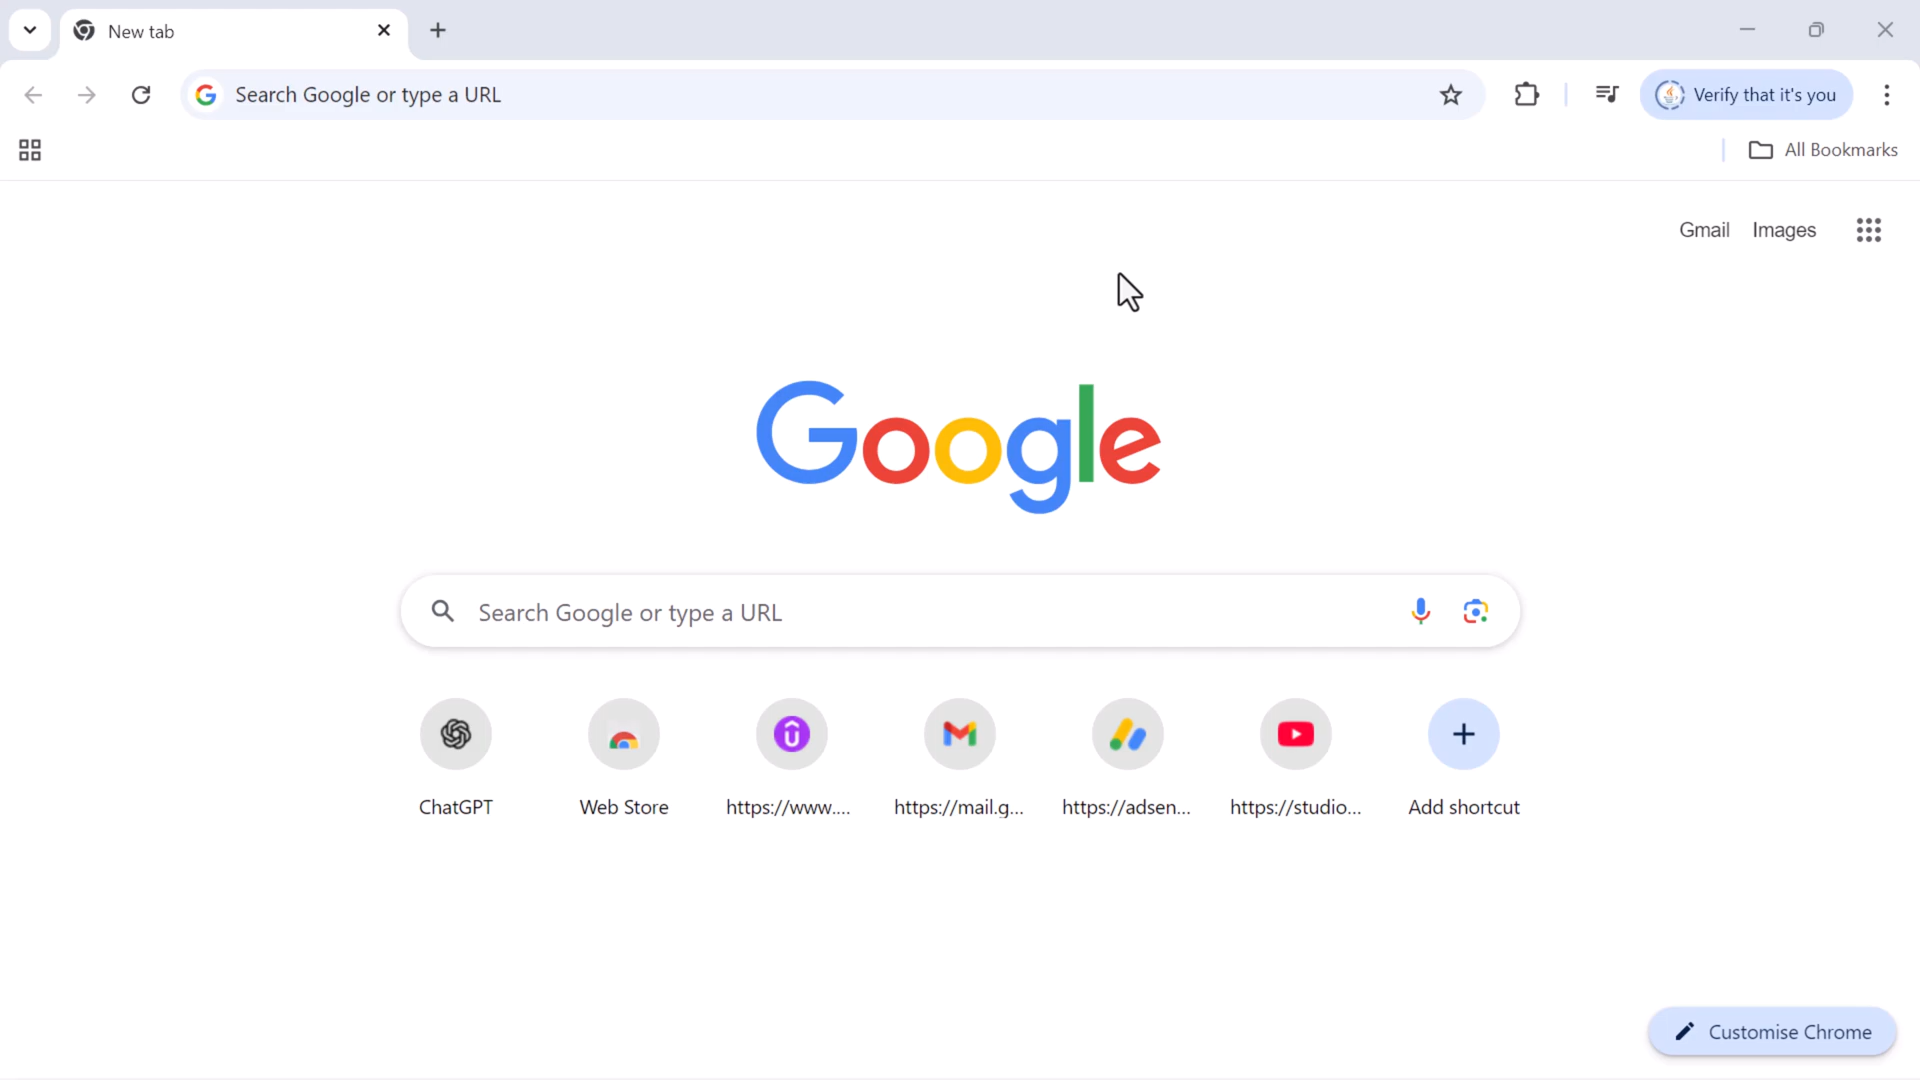 New tab
Search Google or type a URL
Verify that it's you
All Bookmarks
Gmail
Images
Google
Search Google or type a URL
ChatGPT
Web Store
https://www....
https://mail.g...
https://adsen...
https://studio...
Add shortcut
Customise Chrome